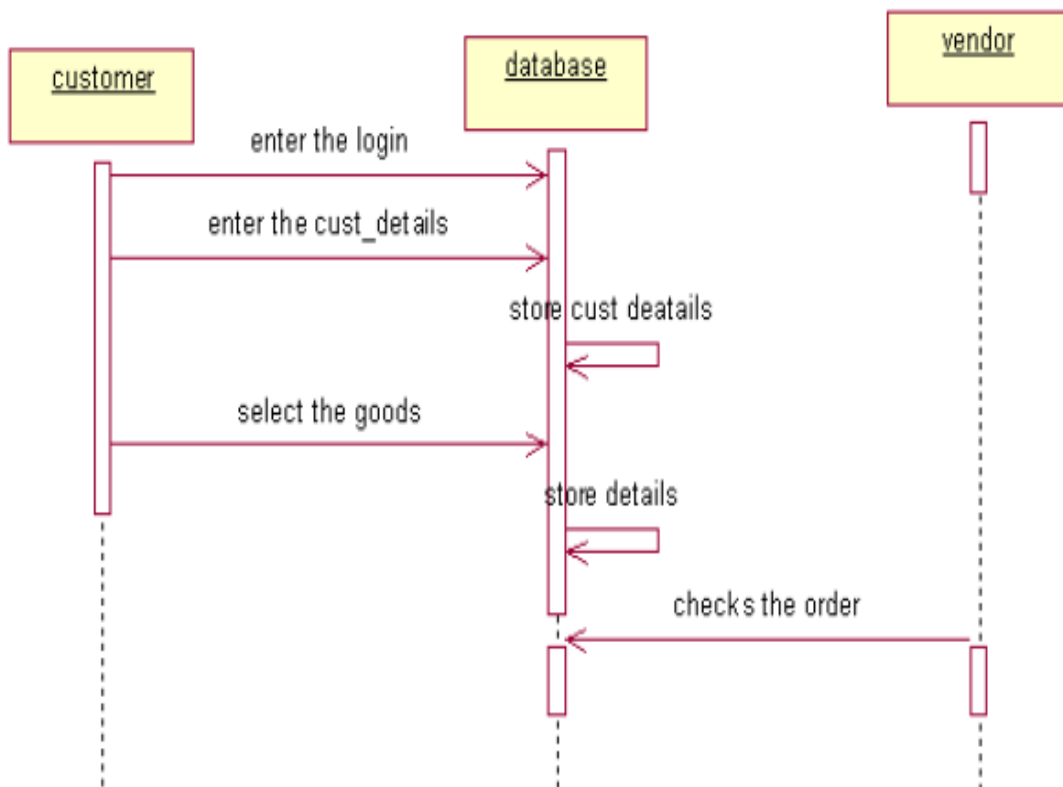 customer
database
vendor
enter the login
enter the cust_details
store cust deatails
select the goods
store details
checks the order